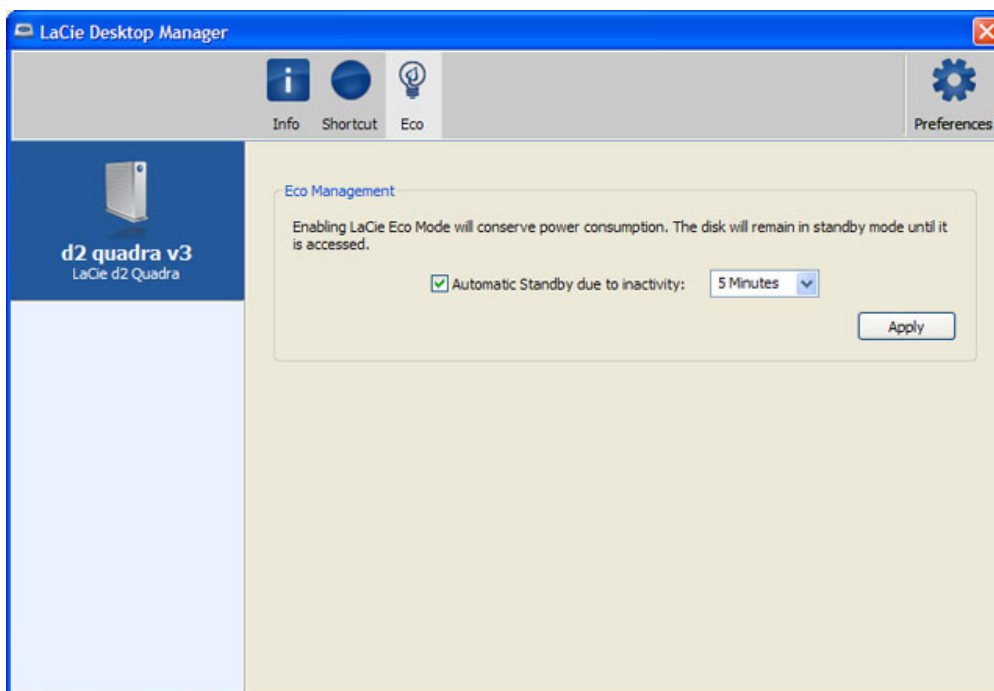 LaCie Desktop Manager
Info Shortcut Eco Preferences
d2 quadra v3
LaCie d2 Quadra
Eco Management
Enabling LaCie Eco Mode will conserve power consumption. The disk will remain in standby mode until it
is accessed.
Automatic Standby due to inactivity: 5 Minutes
Apply